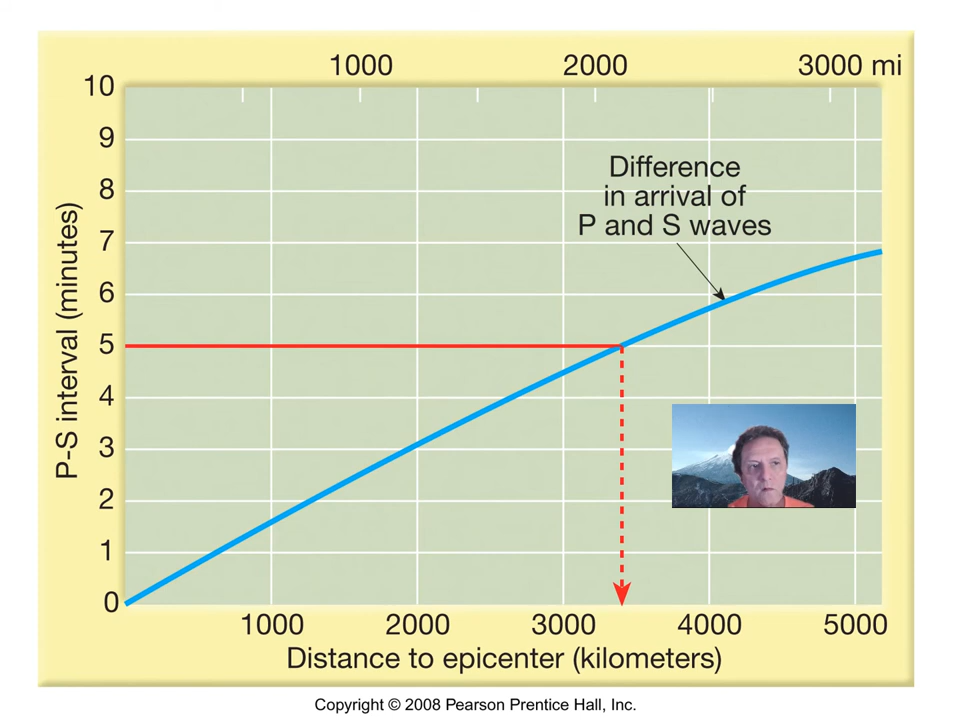 1000 2000 3000 mi
10
9
8
7
6
5
4
3
2
1
0
P-S interval (minutes)
Difference
in arrival of
P and S waves
1000 2000 3000 4000 5000
Distance to epicenter (kilometers)
Copyright © 2008 Pearson Prentice Hall, Inc.